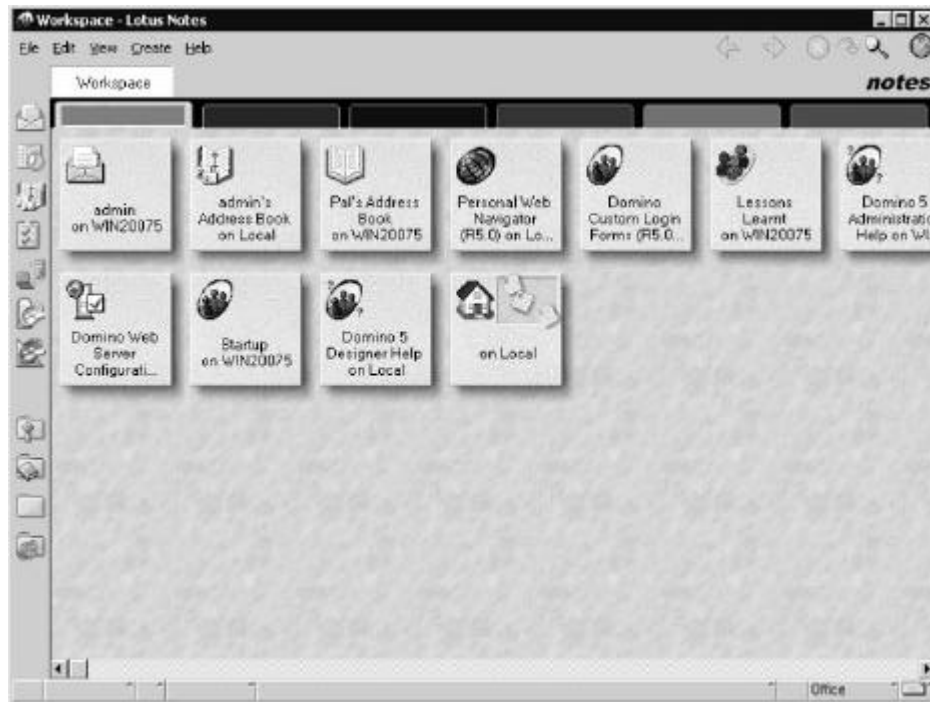 Workspace - Lotus Notes
File Edit View Create Help
Workspace
notes
admin
on WIN20075
admin's
Address Book
on Local
Pal's Address
Book
on WIN20075
Personal Web
Navigator
(R5.0) on Lo...
Domino
Custom Login
Forms (R5.0...
Lessons
Learnt
on WIN20075
Domino 5
Administratio
Help on WI
Domino Web
Server
Configurati...
Startup
on WIN20075
Domino 5
Designer Help
on Local
on Local
Office